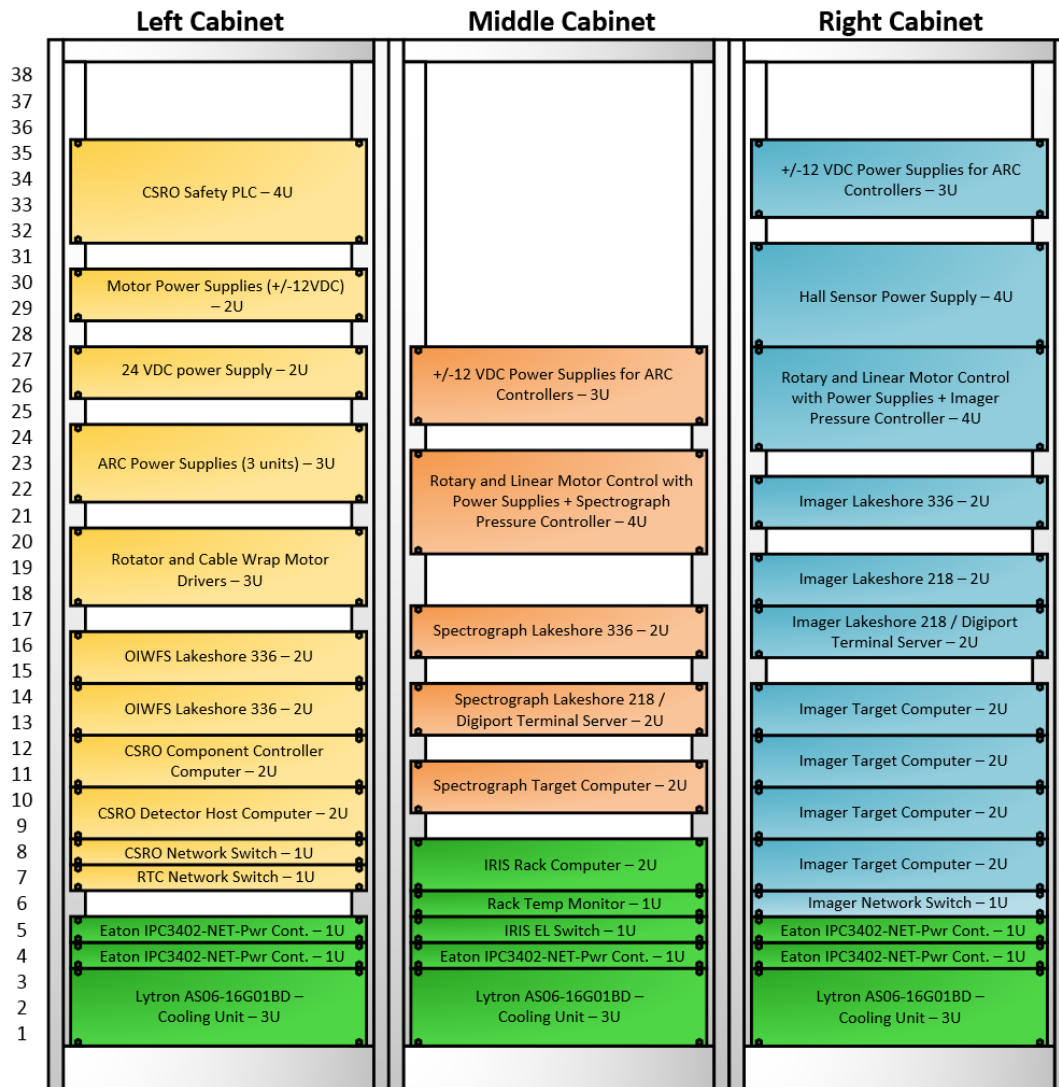 Left Cabinet
Middle Cabinet
Right Cabinet
38
37
36
35
34
33
32
31
30
29
28
27
26
25
24
23
22
21
20
19
18
17
16
15
14
13
12
11
10
9
8
7
6
5
4
3
2
1
CSRO Safety PLC – 4U
Motor Power Supplies (+/-12VDC)
– 2U
24 VDC power Supply – 2U
ARC Power Supplies (3 units) – 3U
Rotator and Cable Wrap Motor
Drivers – 3U
OIWFS Lakeshore 336 – 2U
OIWFS Lakeshore 336 – 2U
CSRO Component Controller
Computer – 2U
CSRO Detector Host Computer – 2U
CSRO Network Switch – 1U
RTC Network Switch – 1U
Eaton IPC3402-NET-Pwr Cont. – 1U
Eaton IPC3402-NET-Pwr Cont. – 1U
Lytron AS06-16G01BD –
Cooling Unit – 3U
+/-12 VDC Power Supplies for ARC
Controllers – 3U
Rotary and Linear Motor Control with
Power Supplies + Spectrograph
Pressure Controller – 4U
Spectrograph Lakeshore 336 – 2U
Spectrograph Lakeshore 218 /
Digiport Terminal Server – 2U
Spectrograph Target Computer – 2U
IRIS Rack Computer – 2U
Rack Temp Monitor – 1U
IRIS EL Switch – 1U
Eaton IPC3402-NET-Pwr Cont. – 1U
Lytron AS06-16G01BD –
Cooling Unit – 3U
+/-12 VDC Power Supplies for ARC
Controllers – 3U
Hall Sensor Power Supply – 4U
Rotary and Linear Motor Control
with Power Supplies + Imager
Pressure Controller – 4U
Imager Lakeshore 336 – 2U
Imager Lakeshore 218 – 2U
Imager Lakeshore 218 / Digiport
Terminal Server – 2U
Imager Target Computer – 2U
Imager Target Computer – 2U
Imager Target Computer – 2U
Imager Target Computer – 2U
Imager Network Switch – 1U
Eaton IPC3402-NET-Pwr Cont. – 1U
Eaton IPC3402-NET-Pwr Cont. – 1U
Lytron AS06-16G01BD –
Cooling Unit – 3U